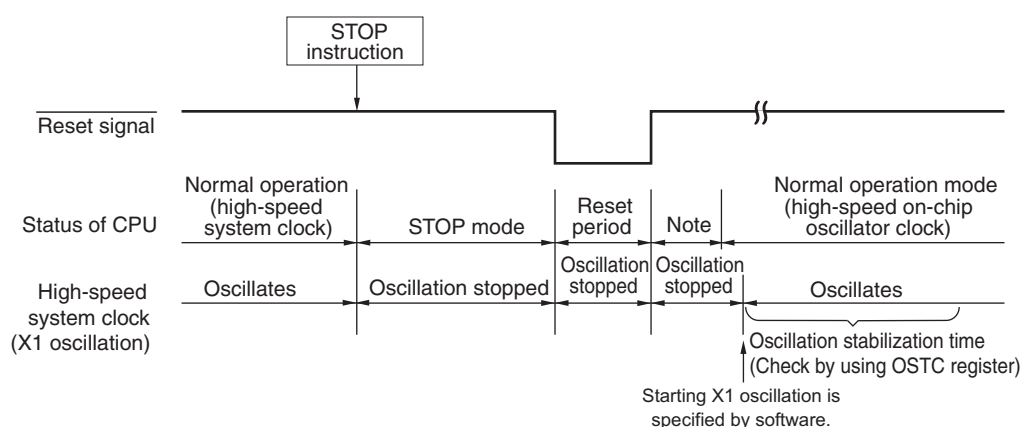 STOP
instruction
Reset signal
Status of CPU
Normal operation
(high-speed
system clock)
STOP mode
Reset
period
Note
Normal operation mode
(high-speed on-chip
oscillator clock)
High-speed
system clock
(X1 oscillation)
Oscillates
Oscillation stopped
Oscillation
stopped
Oscillation
stopped
Oscillates
Oscillation stabilization time
(Check by using OSTC register)
Starting X1 oscillation is
specified by software.